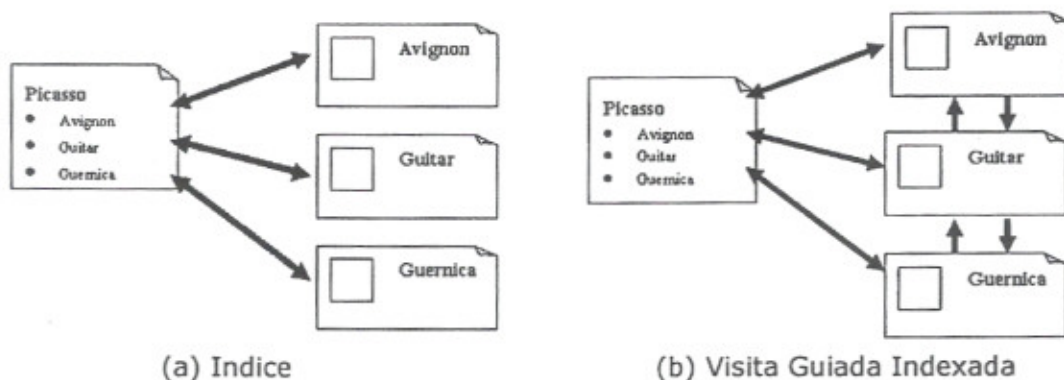 Picasso
Avignon
Guitar
Guernica
Avignon
Guitar
Guernica
(a) Indice
Picasso
Avignon
Guitar
Guernica
Avignon
Guitar
Guernica
(b) Visita Guiada Indexada